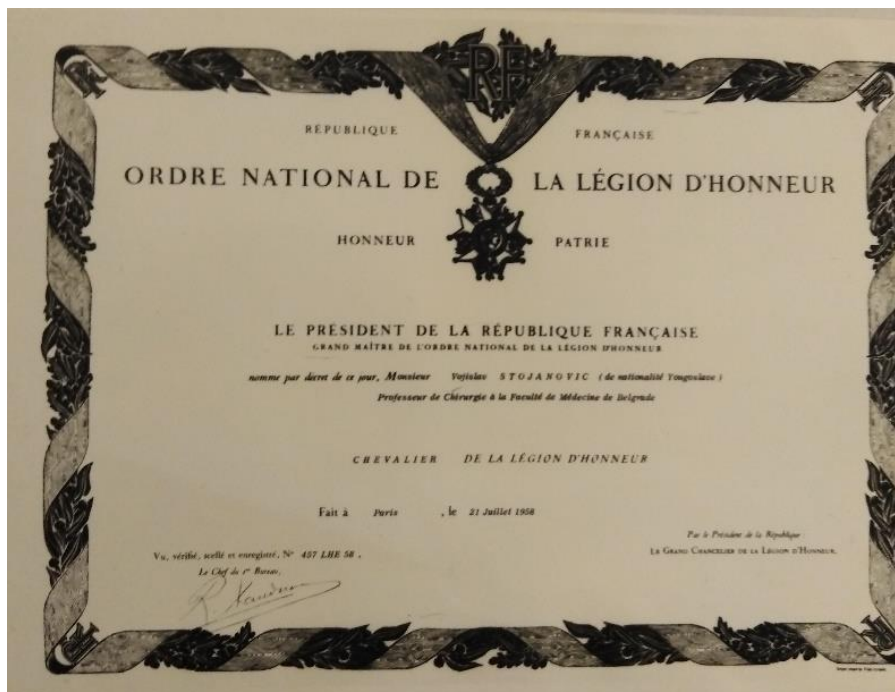 RF
RÉPUBLIQUE FRANÇAISE
ORDRE NATIONAL DE LA LÉGION D'HONNEUR
HONNEUR PATRIE
LE PRÉSIDENT DE LA RÉPUBLIQUE FRANÇAISE
GRAND MAÎTRE DE L'ORDRE NATIONAL DE LA LÉGION D'HONNEUR
nomme par décret de ce jour, Monsieur Vojislav STOJANOVIC (de nationalité Yougoslave)
Professeur de Chirurgie à la Faculté de Médecine de Belgrade
CHEVALIER DE LA LÉGION D'HONNEUR
Fait à Paris, le 21 Juillet 1958
Par le Président de la République:
Vu, vérifié, scellé et enregistré, N° 457 LHE 58.
LE GRAND CHANCELIER DE LA LÉGION D'HONNEUR,
Le Chef du 1er Bureau,